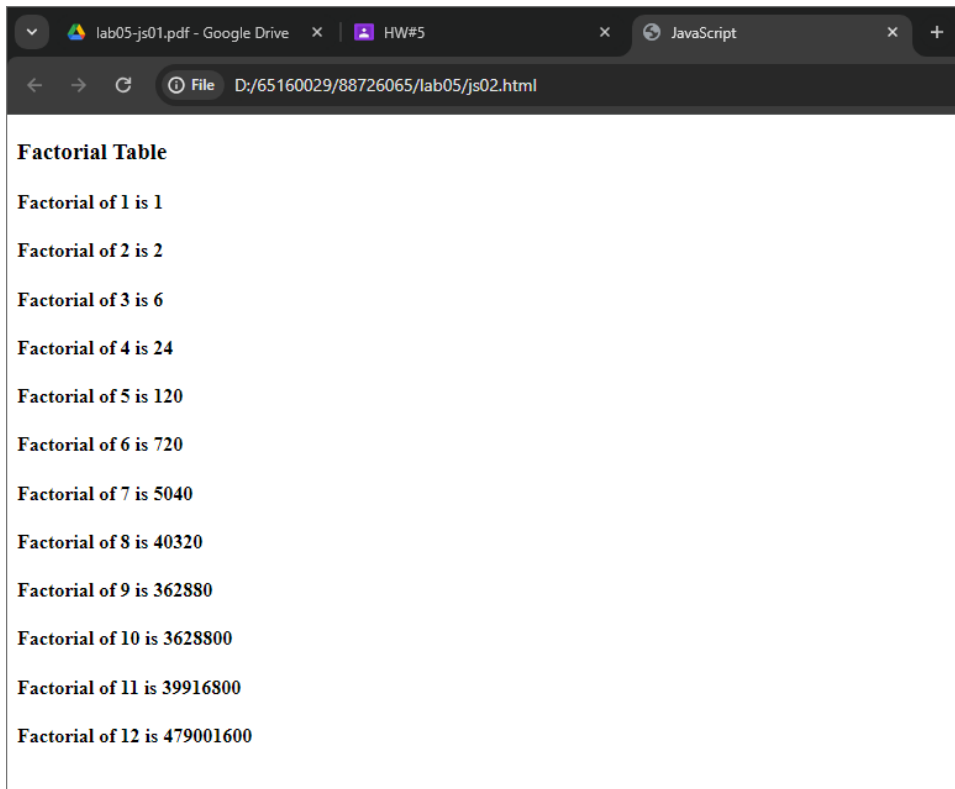 lab05-js01.pdf - Google Drive
HW#5
JavaScript
File D:/65160029/88726065/lab05/js02.html
Factorial Table
Factorial of 1 is 1
Factorial of 2 is 2
Factorial of 3 is 6
Factorial of 4 is 24
Factorial of 5 is 120
Factorial of 6 is 720
Factorial of 7 is 5040
Factorial of 8 is 40320
Factorial of 9 is 362880
Factorial of 10 is 3628800
Factorial of 11 is 39916800
Factorial of 12 is 479001600